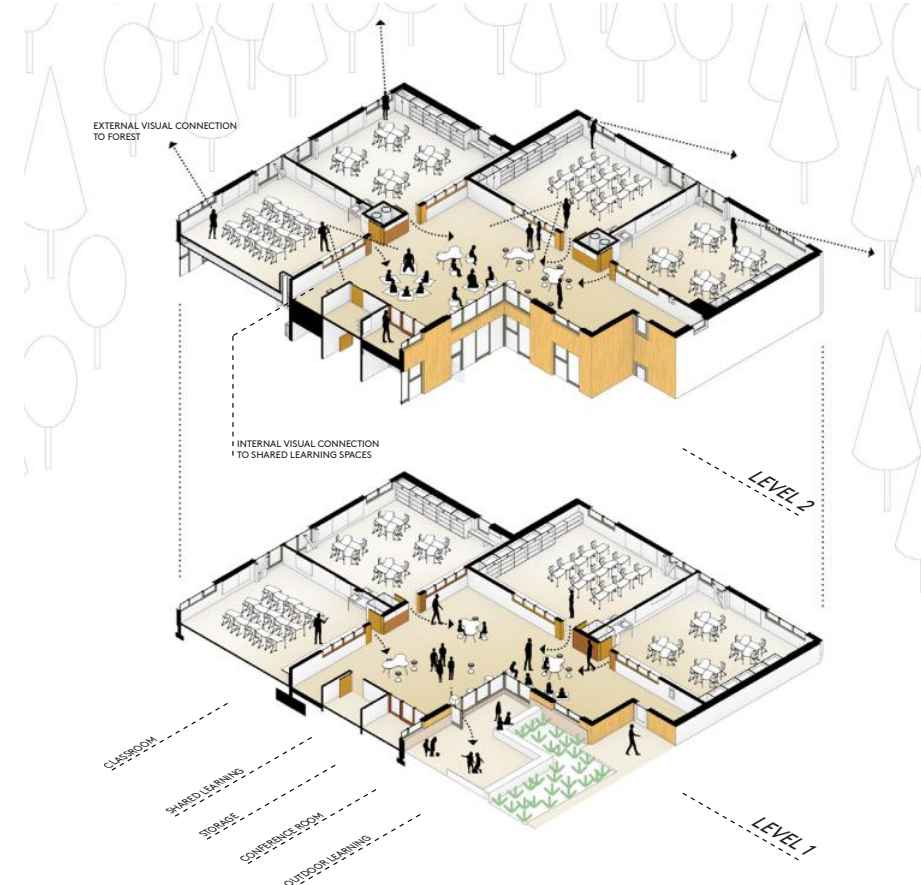 EXTERNAL VISUAL CONNECTION
TO FOREST
INTERNAL VISUAL CONNECTION
TO SHARED LEARNING SPACES
LEVEL 2
CLASSROOM
SHARED LEARNING
STORAGE
CONFERENCE ROOM
OUTDOOR LEARNING
LEVEL 1